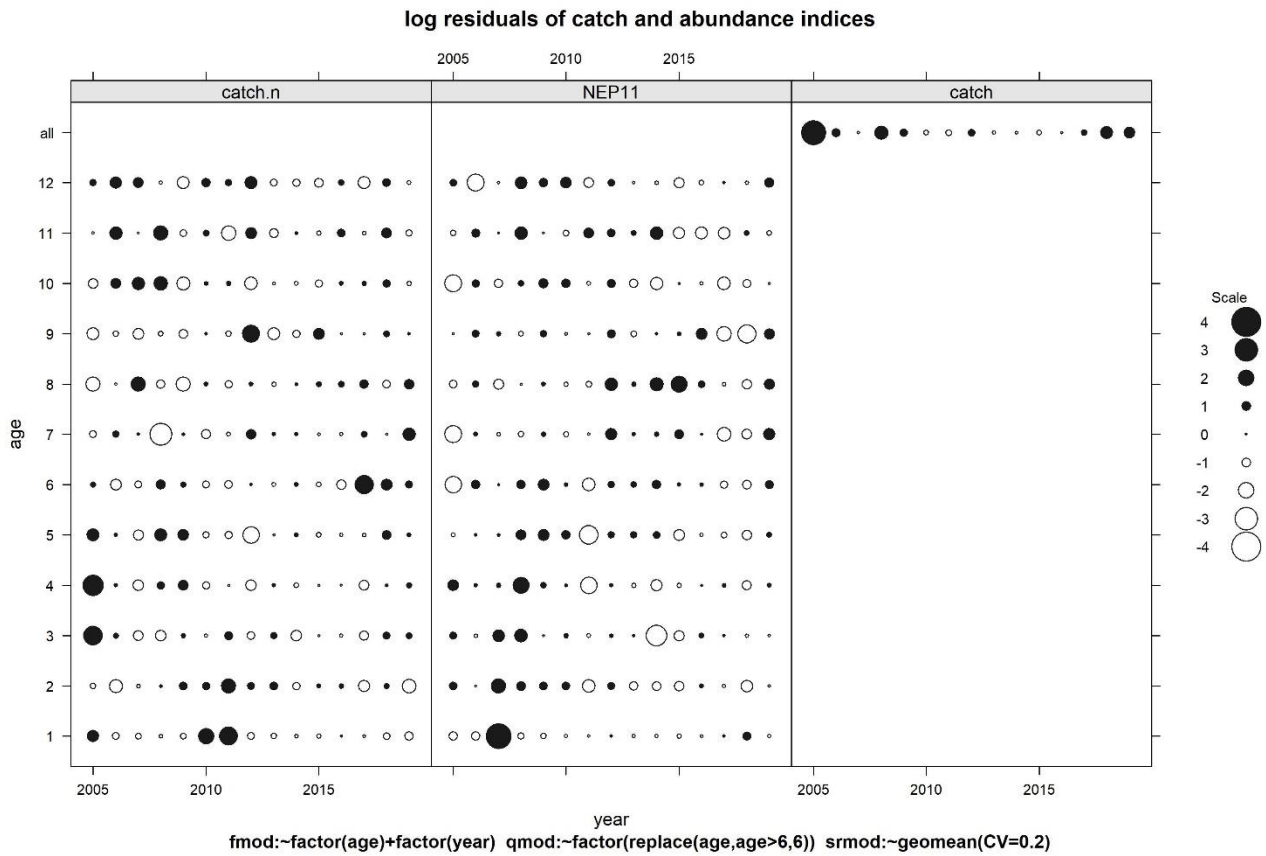 log residuals of catch and abundance indices
2005 2010 2015
catch.n NEP11 catch
all
12
11
10
9
8
7
6
5
4
3
2
1
age
Scale
4
3
2
1
0
-1
-2
-3
-4
2005 2010 2015 2005 2010 2015
year
fmod:~factor(age)+factor(year) qmod:~factor(replace(age,age>6,6)) srmod:~geomean(CV=0.2)